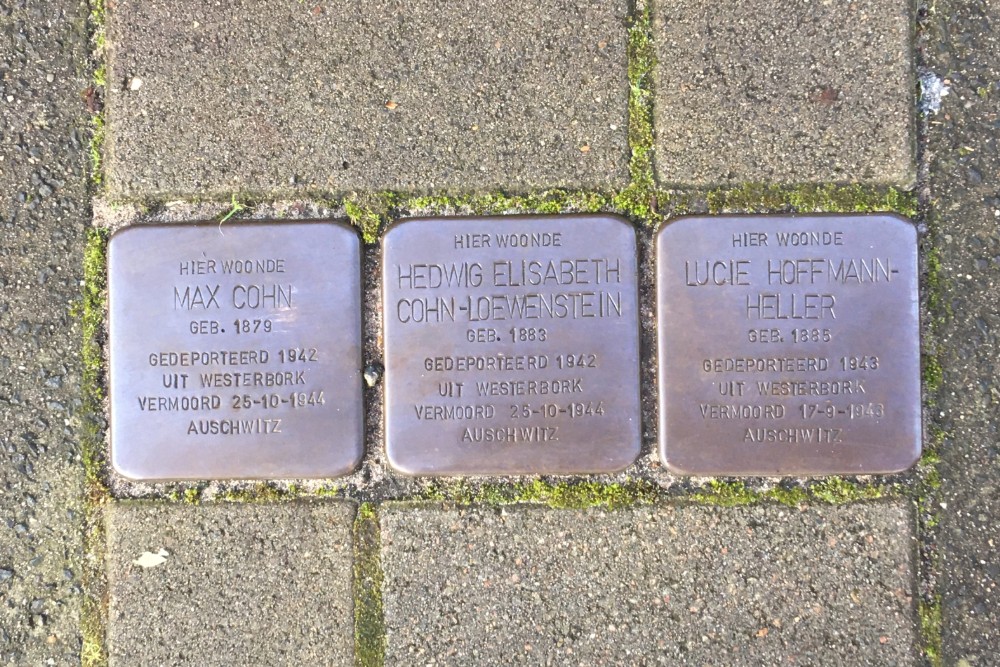 HIER WOONDE
MAX COHN
GEB. 1879
GEDEPORTEERD 1942
UIT WESTERBORK
VERMOORD 25-10-1944
AUSCHWITZ
HIER WOONDE
HEDWIG ELISABETH
COHN-LOEWENSTEIN
GEB. 1883
GEDEPORTEERD 1942
UIT WESTERBORK
VERMOORD 25-10-1944
AUSCHWITZ
HIER WOONDE
LUCIE HOFFMANN-
HELLER
GEB. 1885
GEDEPORTEERD 1943
UIT WESTERBORK
VERMOORD 17-9-1943
AUSCHWITZ